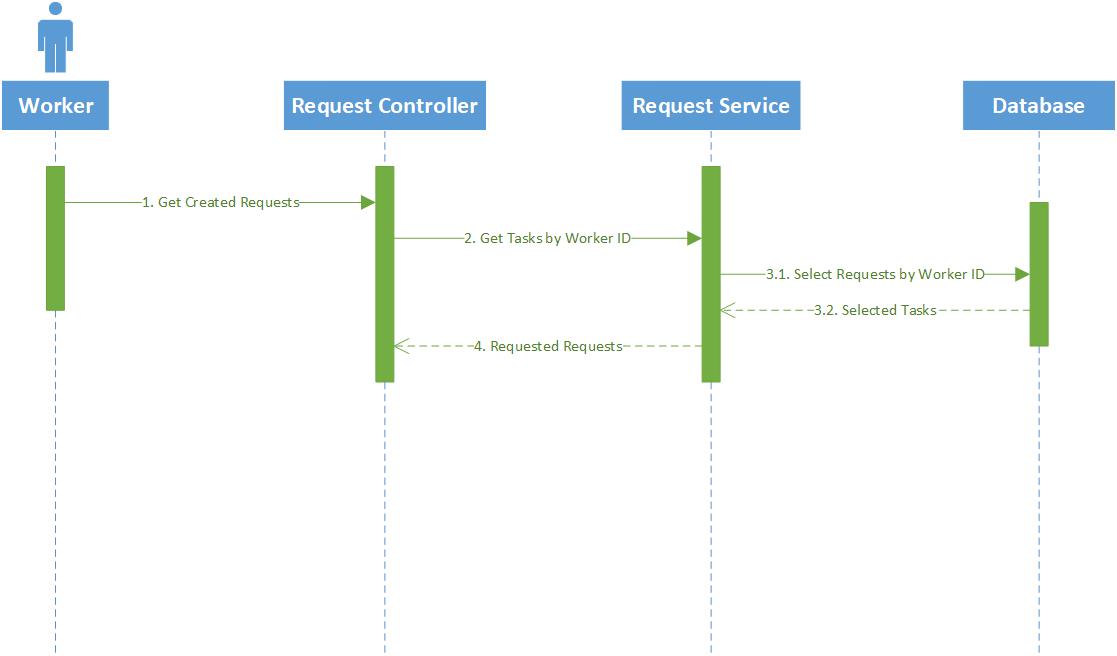 Worker
Request Controller
Request Service
Database
1. Get Created Requests
2. Get Tasks by Worker ID
3.1. Select Requests by Worker ID
3.2. Selected Tasks
4. Requested Requests